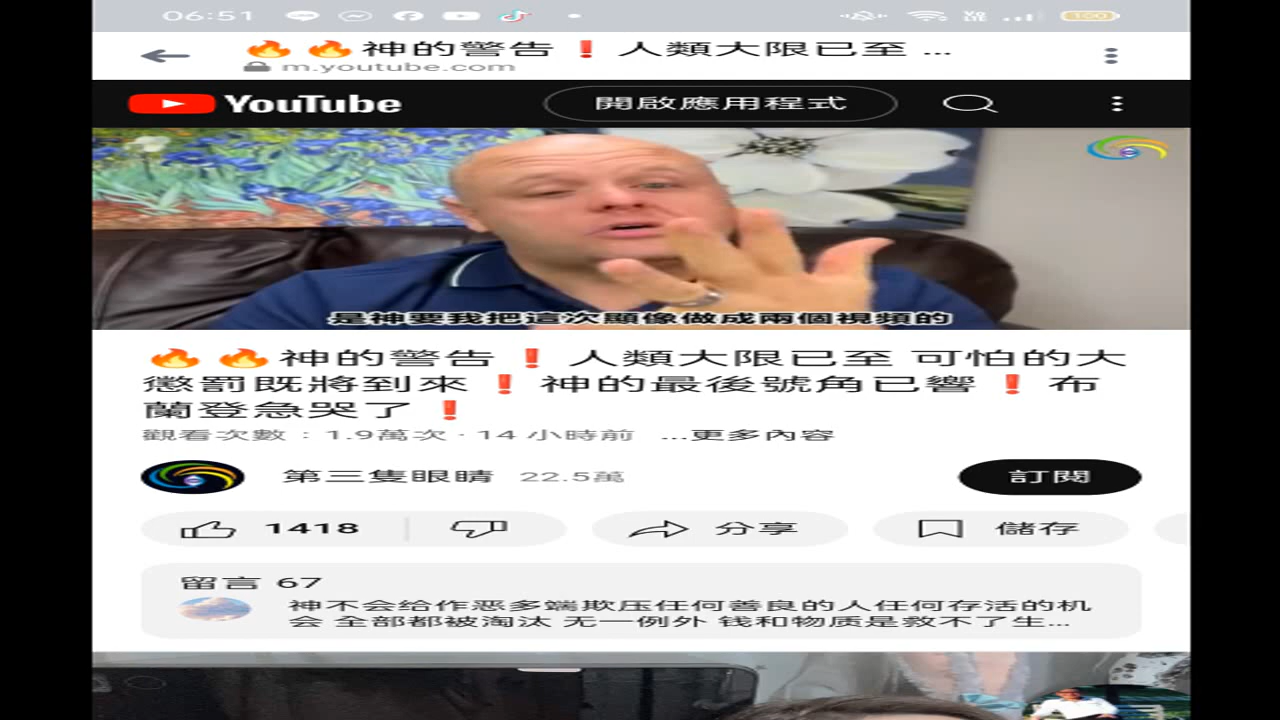 06:51
100
🔥🔥神的警告❗人類大限已至 ...
m.youtube.com
YouTube
開啟應用程式
是神要我把這次顯像做成兩個視頻的
🔥🔥神的警告❗人類大限已至 可怕的大
懲罰既將到來❗神的最後號角已響❗布
蘭登急哭了❗
觀看次數：1.9萬次 · 14 小時前 ...更多內容
第三隻眼睛 22.5萬
訂閱
1418
分享
儲存
留言 67
神不会给作恶多端欺压任何善良的人任何存活的机
会 全部都被淘汰 无一例外 钱和物质是救不了生...